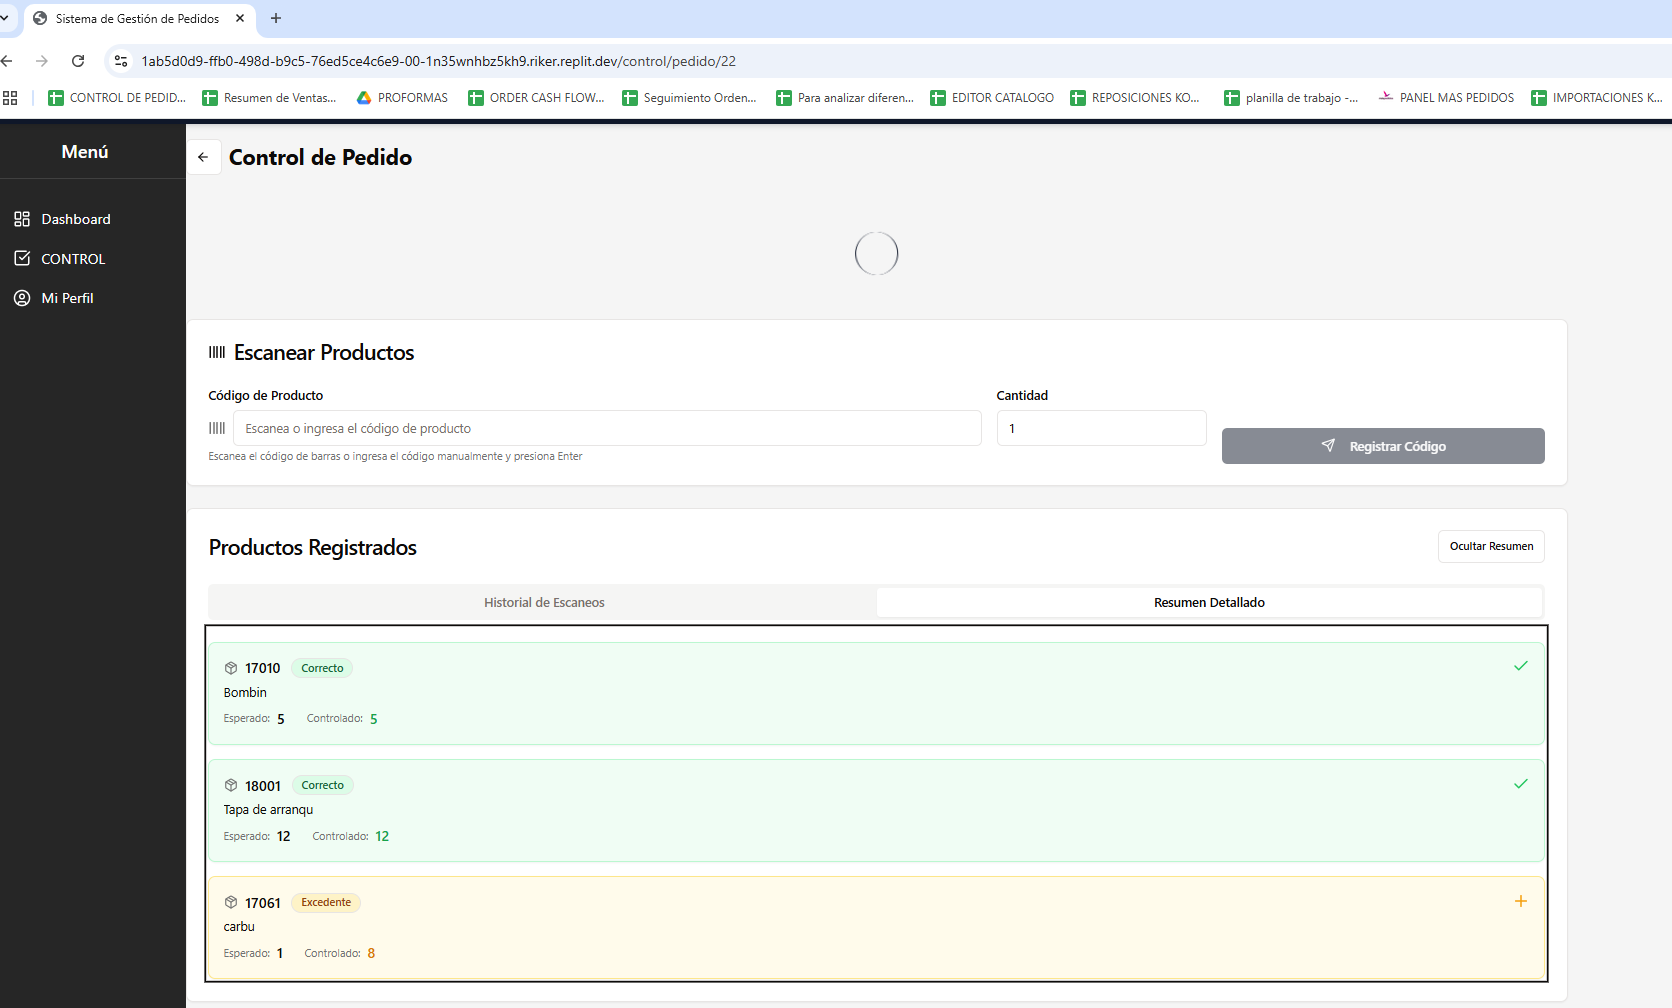 Sistema de Gestión de Pedidos
1ab5d0d9-ffb0-498d-b9c5-76ed5ce4c6e9-00-1n35wnhbz5kh9.riker.replit.dev/control/pedido/22
CONTROL DE PEDID...
Resumen de Ventas...
PROFORMAS
ORDER CASH FLOW...
Seguimiento Orden...
Para analizar diferen...
EDITOR CATALOGO
REPOSICIONES KO...
planilla de trabajo -...
PANEL MAS PEDIDOS
IMPORTACIONES K...
Menú
Dashboard
CONTROL
Mi Perfil
Control de Pedido
Escanear Productos
Código de Producto
Escanea o ingresa el código de producto
Escanea el código de barras o ingresa el código manualmente y presiona Enter
Cantidad
1
Registrar Código
Productos Registrados
Ocultar Resumen
Historial de Escaneos
Resumen Detallado
17010 Correcto
Bombin
Esperado: 5 Controlado: 5
18001 Correcto
Tapa de arranqu
Esperado: 12 Controlado: 12
17061 Excedente
carbu
Esperado: 1 Controlado: 8